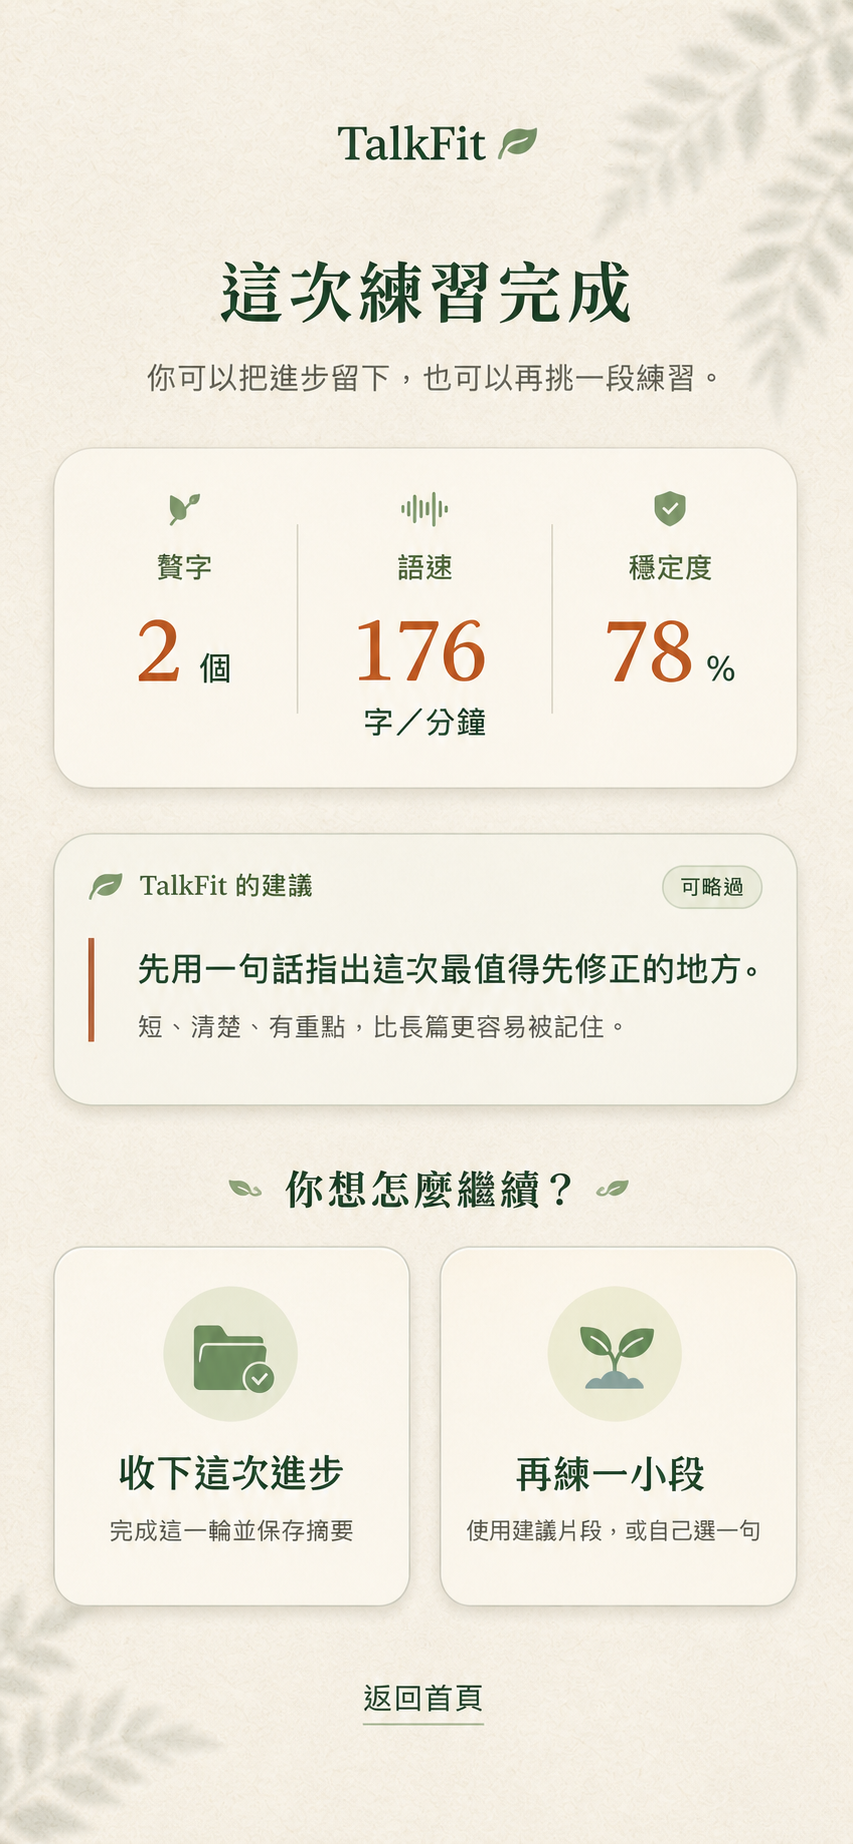 TalkFit
這次練習完成
你可以把進步留下，也可以再挑一段練習。
贅字
2 個
語速
176
字／分鐘
穩定度
78 %
TalkFit 的建議
可略過
先用一句話指出這次最值得先修正的地方。
短、清楚、有重點，比長篇更容易被記住。
你想怎麼繼續？
收下這次進步
完成這一輪並保存摘要
再練一小段
使用建議片段，或自己選一句
返回首頁